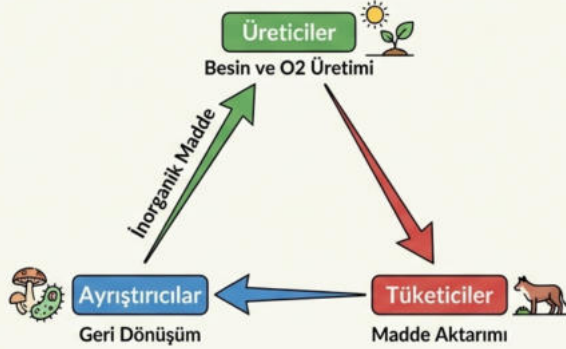 Üreticiler
Besin ve O2 Üretimi
İnorganik Madde
Ayrıştırıcılar
Geri Dönüşüm
Tüketiciler
Madde Aktarımı